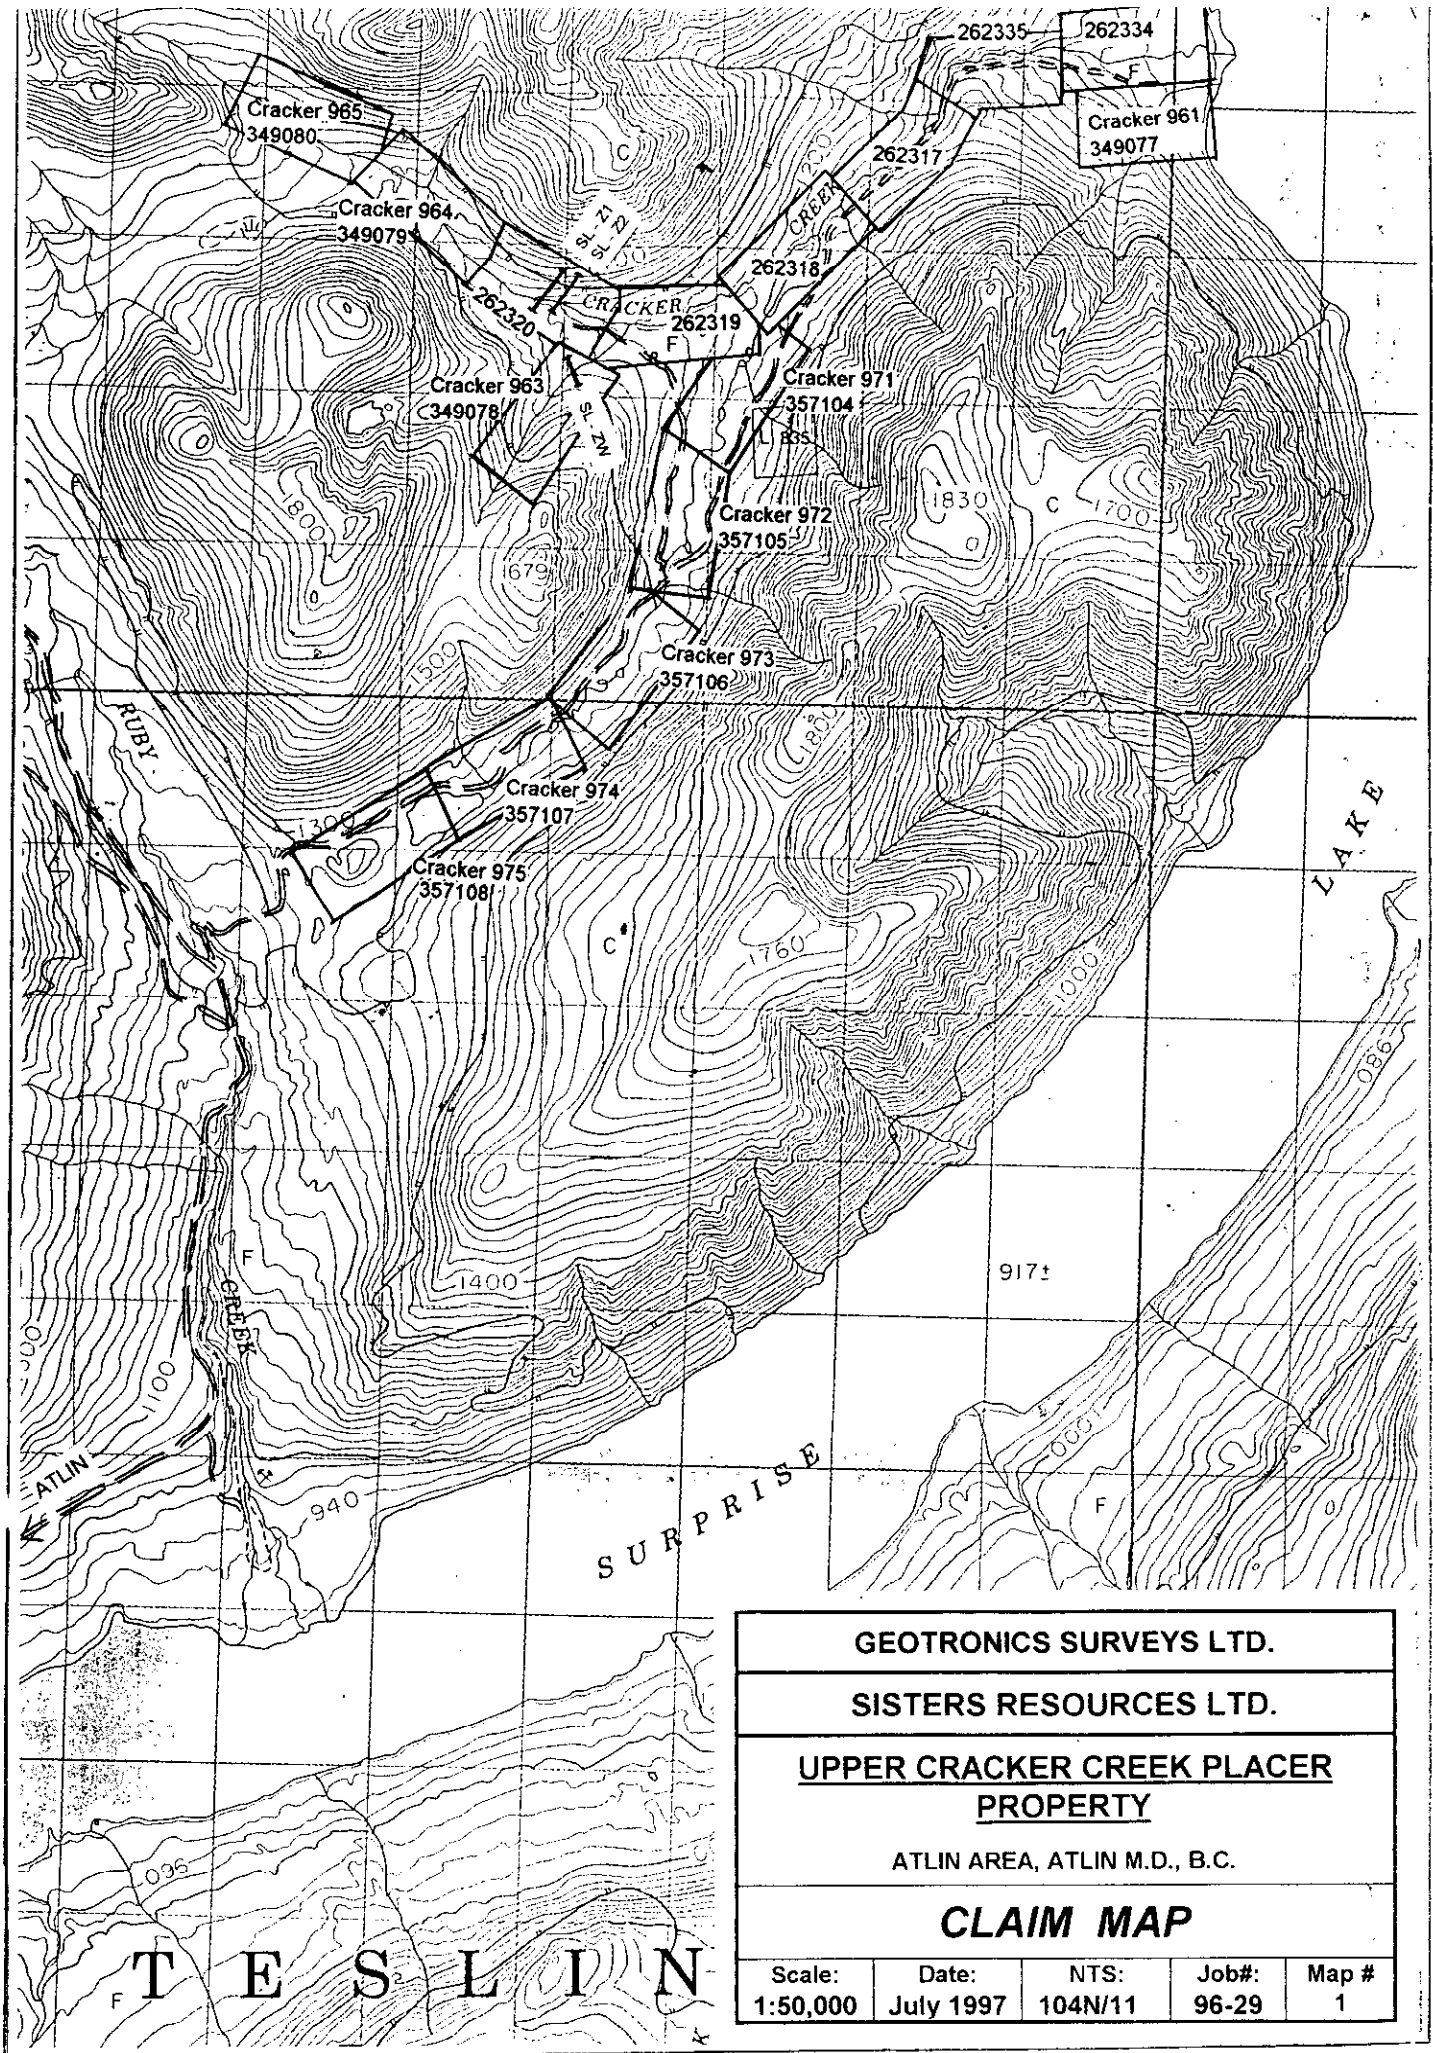 262335
262334
Cracker 965
349080
Cracker 961
349077
262317
C
Cracker 964
349079
SL - Z1
SL - Z2
CREEK
262318
262320
CRACKER
262319
F
Cracker 963
349078
SL - ZW
Cracker 971
357104
L 835
1800
1830
C
1700
Cracker 972
357105
1679
1500
Cracker 973
357106
RUBY
1300
Cracker 974
357107
Cracker 975
357108
LAKE
C
1760
1000
980
F
CREEK
1400
917±
1100
1000
ATLIN
940
SURPRISE
F
960
TESLIN
F
GEOTRONICS SURVEYS LTD.
SISTERS RESOURCES LTD.
UPPER CRACKER CREEK PLACER
PROPERTY
ATLIN AREA, ATLIN M.D., B.C.
CLAIM MAP
Scale: Date: NTS: Job#: Map #
1:50,000 July 1997 104N/11 96-29 1